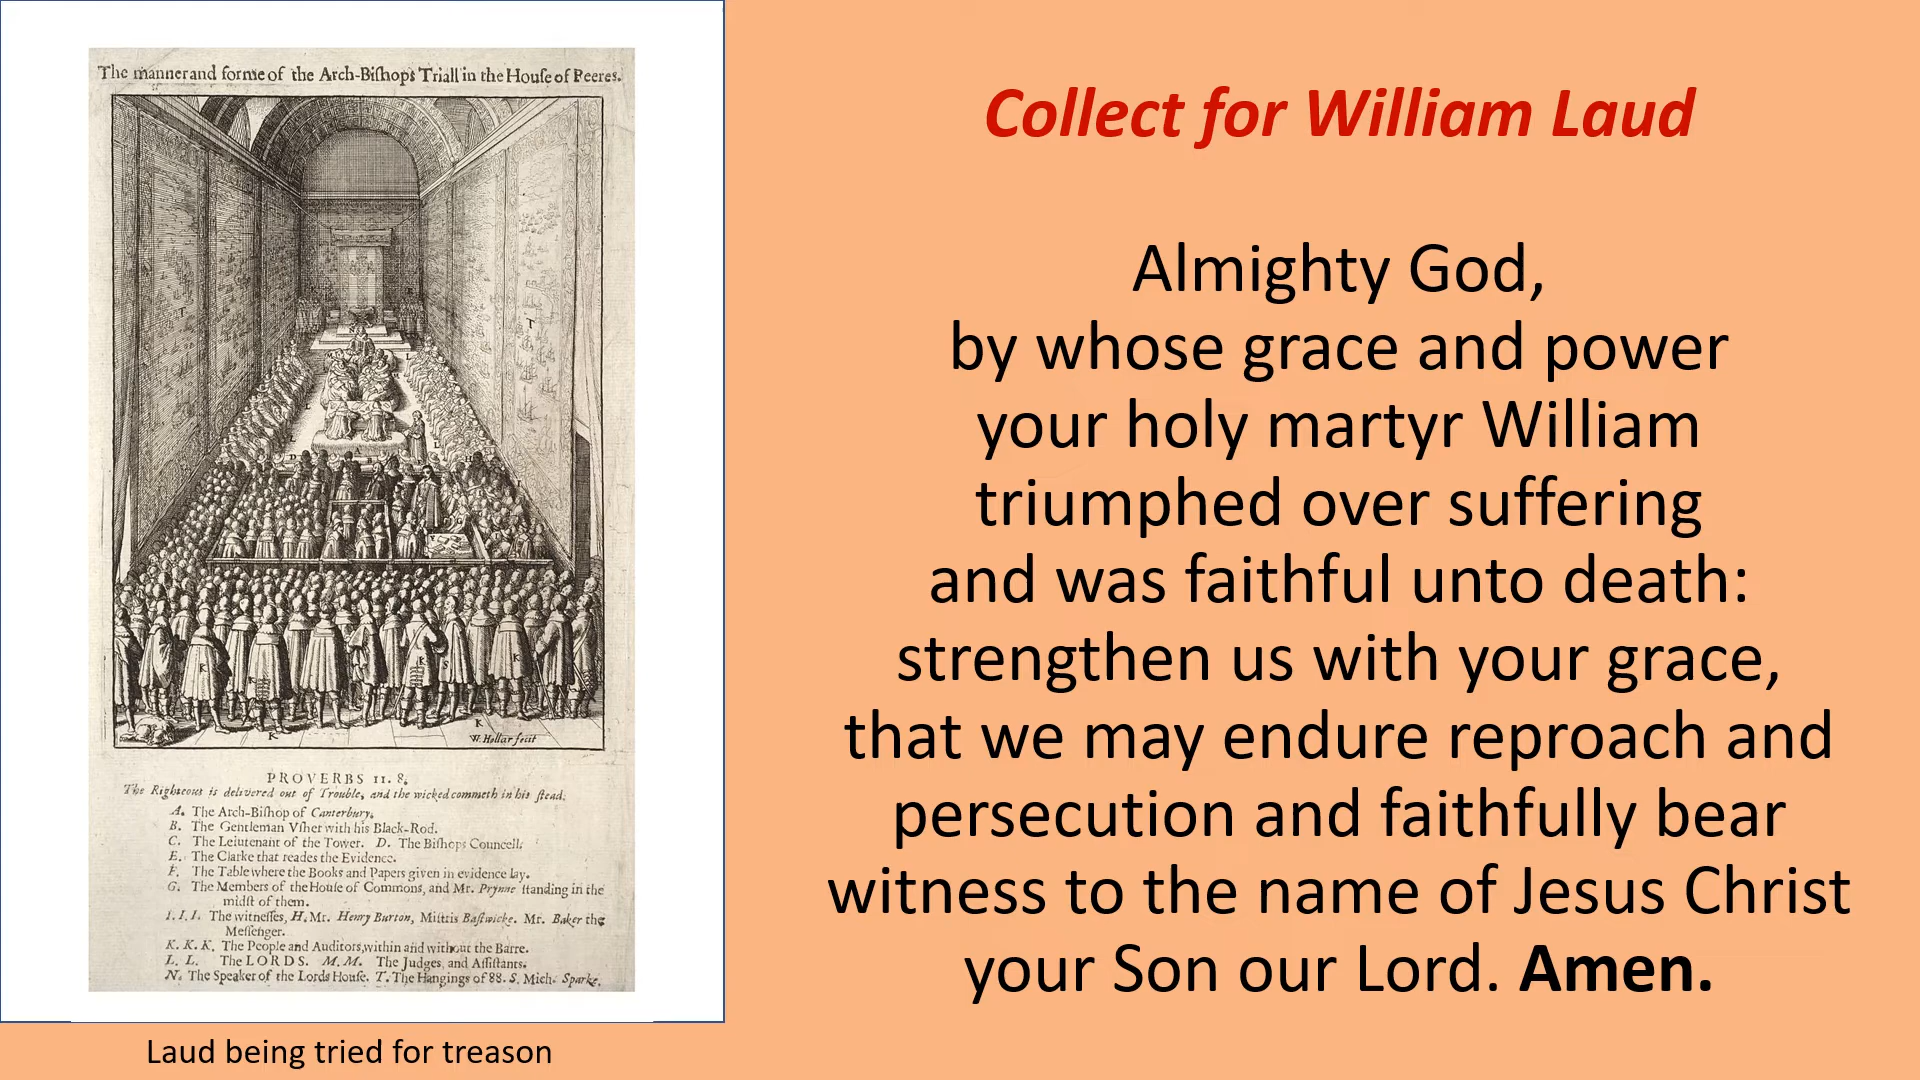 The manner and forme of the Arch-Biſhops Triall in the Houſe of Peeres.
W. Hollar fecit
PROVERBS 11. 8.
The Righteous is delivered out of Trouble, and the wicked commeth in his ſtead.
A. The Arch-Biſhop of Canterbury.
B. The Gentleman Vſher with his Black-Rod.
C. The Leiutenant of the Tower. D. The Biſhops Councell.
E. The Clarke that reades the Evidence.
F. The Table where the Books and Papers given in evidence lay.
G. The Members of the Houſe of Commons, and Mr. Prynne ſtanding in the
midſt of them.
I.I.I. The witneſſes, H. Mr. Henry Burton, Miſtris Baſtwicke. Mr. Baker the
Meſſenger.
K. K. K. The People and Auditors, within and without the Barre.
L. L. The LORDS. M. M. The Judges, and Aſſiſtants.
N. The Speaker of the Lords Houſe. T. The Hangings of 88. S. Mich. Sparke.
Laud being tried for treason
Collect for William Laud
Almighty God,
by whose grace and power
your holy martyr William
triumphed over suffering
and was faithful unto death:
strengthen us with your grace,
that we may endure reproach and
persecution and faithfully bear
witness to the name of Jesus Christ
your Son our Lord. Amen.